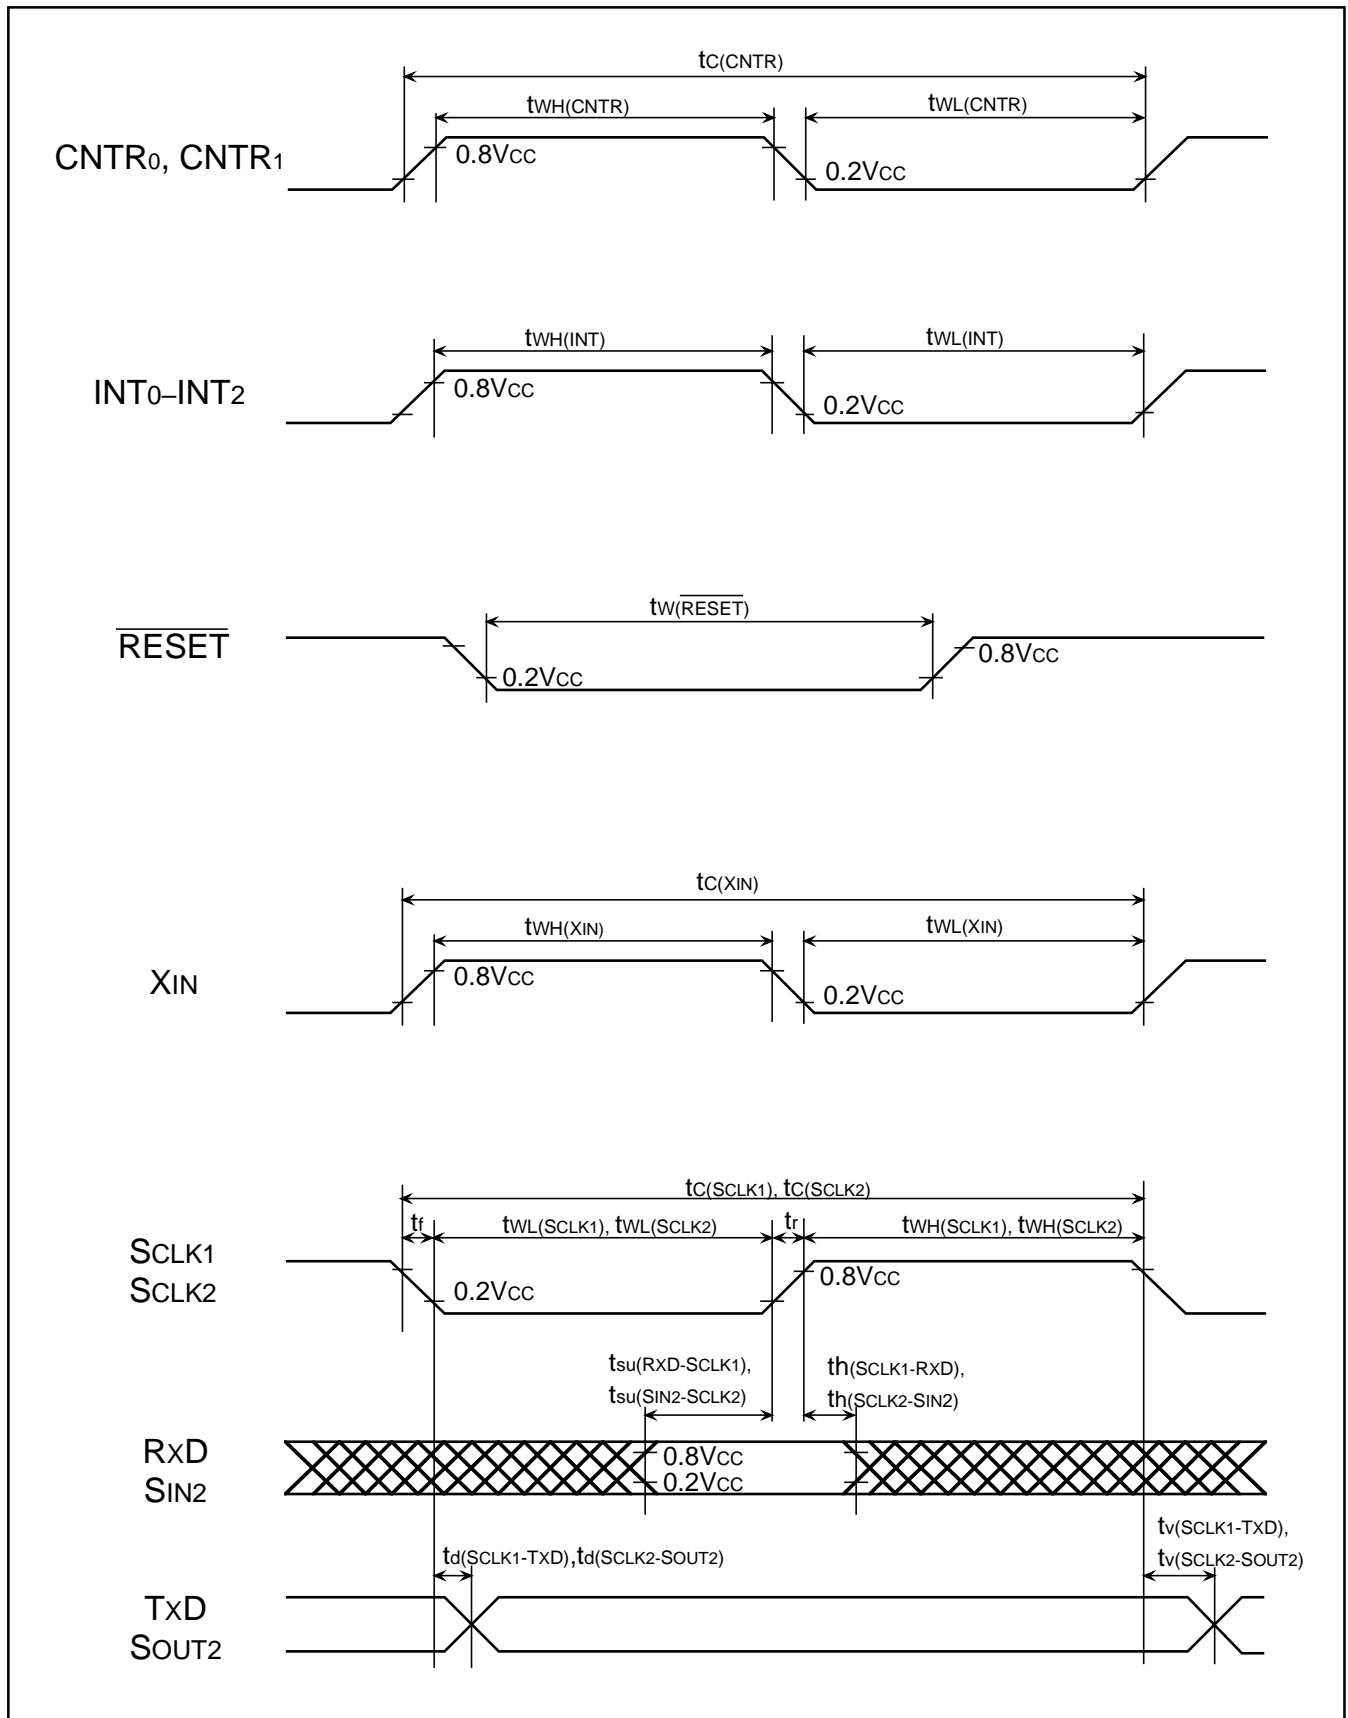 tC(CNTR)
tWH(CNTR) tWL(CNTR)
CNTR0, CNTR1
0.8VCC
0.2VCC
tWH(INT) tWL(INT)
INT0–INT2
0.8VCC
0.2VCC
tW(RESET)
RESET
0.2VCC
0.8VCC
tC(XIN)
tWH(XIN) tWL(XIN)
XIN
0.8VCC
0.2VCC
tC(SCLK1), tC(SCLK2)
tf tWL(SCLK1), tWL(SCLK2) tr tWH(SCLK1), tWH(SCLK2)
SCLK1
SCLK2
0.2VCC
0.8VCC
tsu(RXD-SCLK1),
tsu(SIN2-SCLK2)
th(SCLK1-RXD),
th(SCLK2-SIN2)
RXD
SIN2
0.8VCC
0.2VCC
td(SCLK1-TXD),td(SCLK2-SOUT2)
tv(SCLK1-TXD),
tv(SCLK2-SOUT2)
TXD
SOUT2